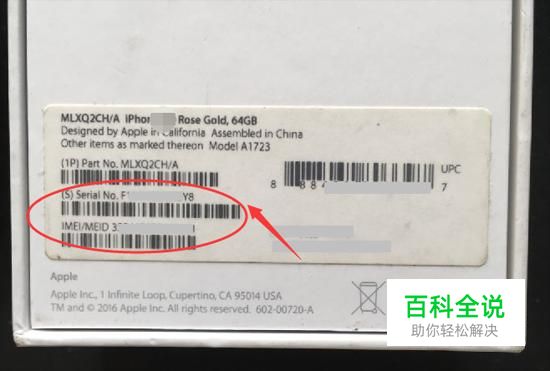 MLXQ2CH/A iPhon Rose Gold, 64GB
Designed by Apple in California Assembled in China
Other items as marked thereon Model A1723
(1P) Part No. MLXQ2CH/A
UPC
8 884 7
(S) Serial No. F Y8
IMEI/MEID 35
Apple
Apple Inc., 1 Infinite Loop, Cupertino, CA 95014 USA
TM and © 2016 Apple Inc. All rights reserved. 602-00720-A
百科全说
助你轻松解决